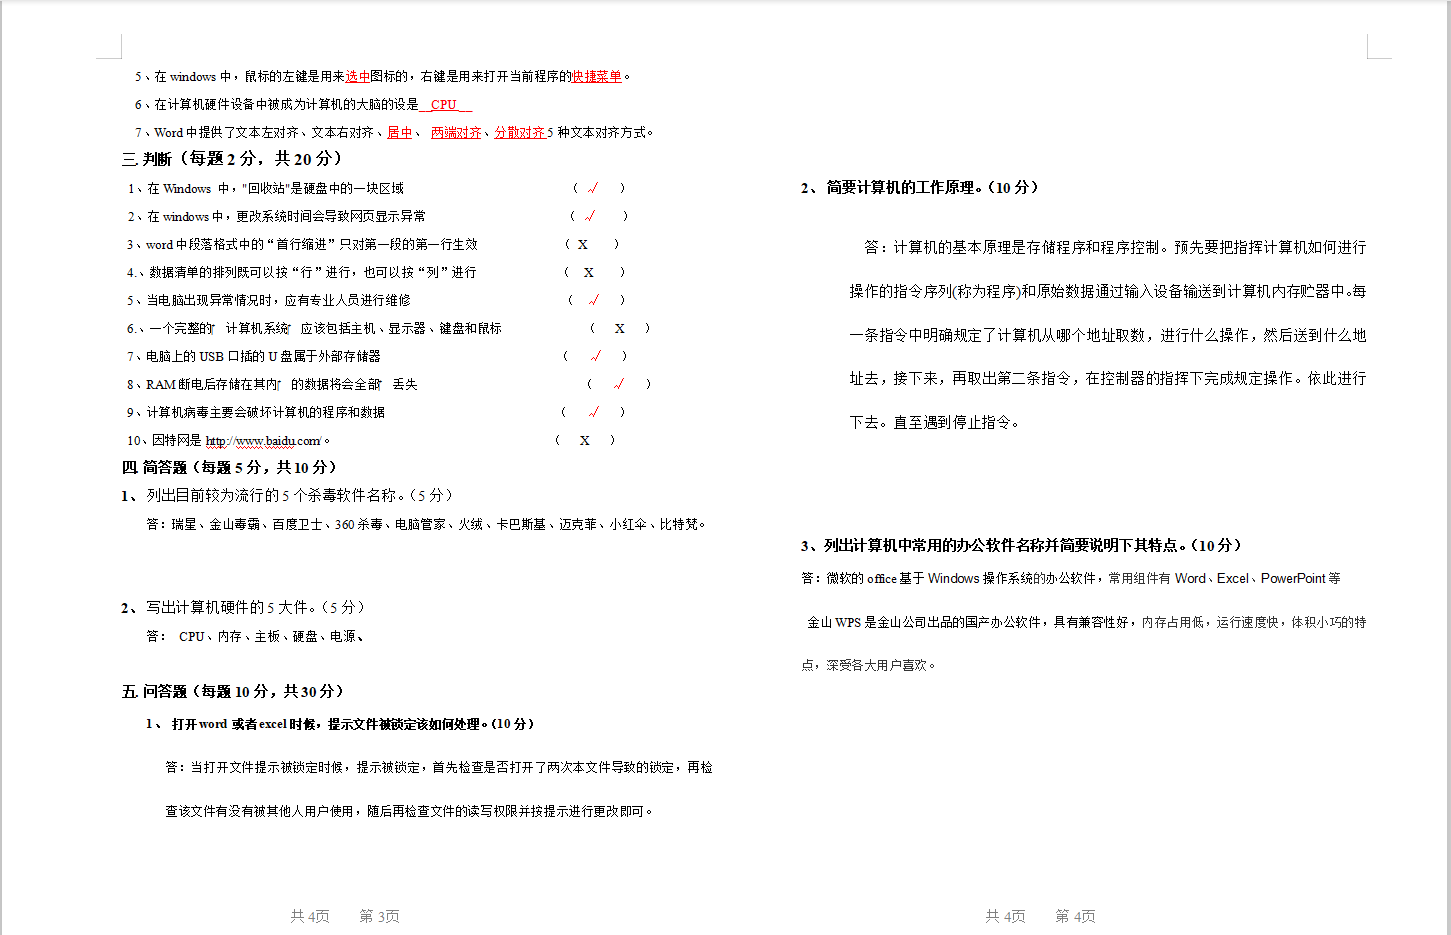 5、在 windows 中，鼠标的左键是用来选中图标的，右键是用来打开当前程序的快捷菜单。
6、在计算机硬件设备中被成为计算机的大脑的设是__CPU__
7、Word 中提供了文本左对齐、文本右对齐、居中、 两端对齐、分散对齐 5 种文本对齐方式。
三. 判断（每题 2 分，共 20 分）
1、在 Windows 中，"回收站"是硬盘中的一块区域 （ √ ）
2、在 windows 中，更改系统时间会导致网页显示异常 （ √ ）
3、word 中段落格式中的“首行缩进”只对第一段的第一行生效 （ X ）
4.、数据清单的排列既可以按“行”进行，也可以按“列”进行 （ X ）
5、当电脑出现异常情况时，应有专业人员进行维修 （ √ ）
6.、一个完整的 计算机系统 应该包括主机、显示器、键盘和鼠标 （ X ）
7、电脑上的 USB 口插的 U 盘属于外部存储器 （ √ ）
8、RAM 断电后存储在其内 的数据将会全部 丢失 （ √ ）
9、计算机病毒主要会破坏计算机的程序和数据 （ √ ）
10、因特网是 http://www.baidu.com/。 （ X ）
四. 简答题（每题 5 分，共 10 分）
1、 列出目前较为流行的 5 个杀毒软件名称。（5 分）
答：瑞星、金山毒霸、百度卫士、360 杀毒、电脑管家、火绒、卡巴斯基、迈克菲、小红伞、比特梵。
2、 写出计算机硬件的 5 大件。（5 分）
答： CPU、内存、主板、硬盘、电源、
五. 问答题（每题 10 分，共 30 分）
1、 打开 word 或者 excel 时候，提示文件被锁定该如何处理。（10 分）
答：当打开文件提示被锁定时候，提示被锁定，首先检查是否打开了两次本文件导致的锁定，再检
查该文件有没有被其他人用户使用，随后再检查文件的读写权限并按提示进行更改即可。
共 4页 第 3页
2、 简要计算机的工作原理。（10 分）
答：计算机的基本原理是存储程序和程序控制。预先要把指挥计算机如何进行
操作的指令序列(称为程序)和原始数据通过输入设备输送到计算机内存贮器中。每
一条指令中明确规定了计算机从哪个地址取数，进行什么操作，然后送到什么地
址去，接下来，再取出第二条指令，在控制器的指挥下完成规定操作。依此进行
下去。直至遇到停止指令。
3、列出计算机中常用的办公软件名称并简要说明下其特点。（10 分）
答：微软的 office 基于 Windows 操作系统的办公软件，常用组件有 Word、Excel、PowerPoint 等
金山 WPS 是金山公司出品的国产办公软件，具有兼容性好，内存占用低，运行速度快，体积小巧的特
点，深受各大用户喜欢。
共 4页 第 4页